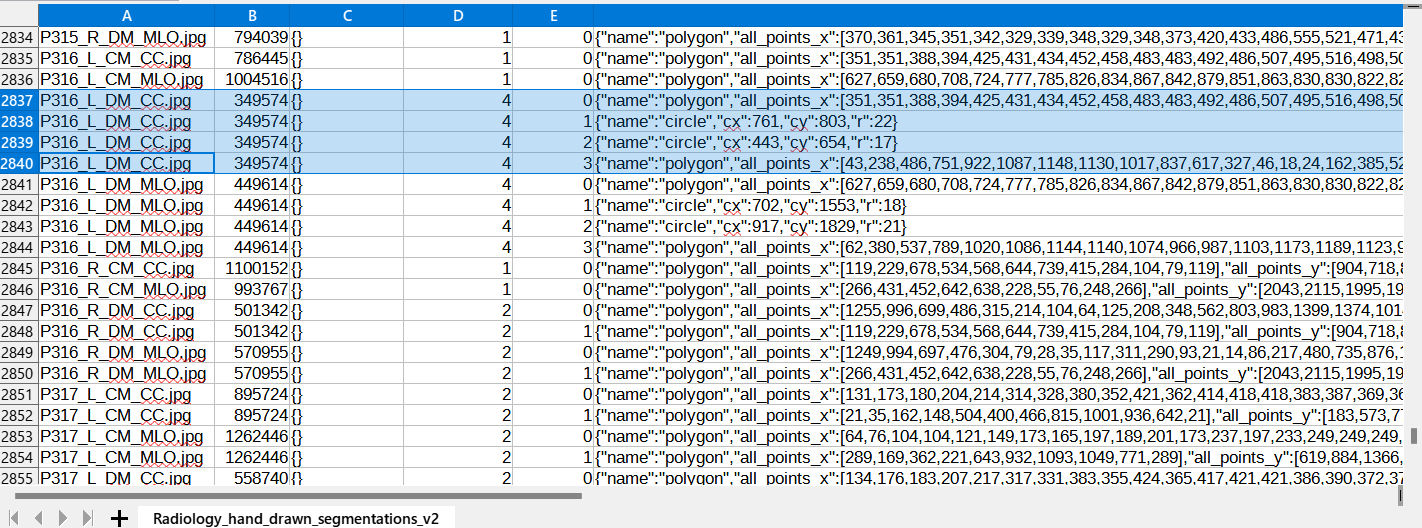 A B C D E
2834 P315_R_DM_MLO.jpg 794039 {} 1 0 {"name":"polygon","all_points_x":[370,361,345,351,342,329,339,348,329,348,373,420,433,486,555,521,471,43
2835 P316_L_CM_CC.jpg 786445 {} 1 0 {"name":"polygon","all_points_x":[351,351,388,394,425,431,434,452,458,483,483,492,486,507,495,516,498,50
2836 P316_L_CM_MLO.jpg 1004516 {} 1 0 {"name":"polygon","all_points_x":[627,659,680,708,724,777,785,826,834,867,842,879,851,863,830,830,822,82
2837 P316_L_DM_CC.jpg 349574 {} 4 0 {"name":"polygon","all_points_x":[351,351,388,394,425,431,434,452,458,483,483,492,486,507,495,516,498,50
2838 P316_L_DM_CC.jpg 349574 {} 4 1 {"name":"circle","cx":761,"cy":803,"r":22}
2839 P316_L_DM_CC.jpg 349574 {} 4 2 {"name":"circle","cx":443,"cy":654,"r":17}
2840 P316_L_DM_CC.jpg 349574 {} 4 3 {"name":"polygon","all_points_x":[43,238,486,751,922,1087,1148,1130,1017,837,617,327,46,18,24,162,385,52
2841 P316_L_DM_MLO.jpg 449614 {} 4 0 {"name":"polygon","all_points_x":[627,659,680,708,724,777,785,826,834,867,842,879,851,863,830,830,822,82
2842 P316_L_DM_MLO.jpg 449614 {} 4 1 {"name":"circle","cx":702,"cy":1553,"r":18}
2843 P316_L_DM_MLO.jpg 449614 {} 4 2 {"name":"circle","cx":917,"cy":1829,"r":21}
2844 P316_L_DM_MLO.jpg 449614 {} 4 3 {"name":"polygon","all_points_x":[62,380,537,789,1020,1086,1144,1140,1074,966,987,1103,1173,1189,1123,9
2845 P316_R_CM_CC.jpg 1100152 {} 1 0 {"name":"polygon","all_points_x":[119,229,678,534,568,644,739,415,284,104,79,119],"all_points_y":[904,718,8
2846 P316_R_CM_MLO.jpg 993767 {} 1 0 {"name":"polygon","all_points_x":[266,431,452,642,638,228,55,76,248,266],"all_points_y":[2043,2115,1995,19
2847 P316_R_DM_CC.jpg 501342 {} 2 0 {"name":"polygon","all_points_x":[1255,996,699,486,315,214,104,64,125,208,348,562,803,983,1399,1374,101
2848 P316_R_DM_CC.jpg 501342 {} 2 1 {"name":"polygon","all_points_x":[119,229,678,534,568,644,739,415,284,104,79,119],"all_points_y":[904,718,8
2849 P316_R_DM_MLO.jpg 570955 {} 2 0 {"name":"polygon","all_points_x":[1249,994,697,476,304,79,28,35,117,311,290,93,21,14,86,217,480,735,876,1
2850 P316_R_DM_MLO.jpg 570955 {} 2 1 {"name":"polygon","all_points_x":[266,431,452,642,638,228,55,76,248,266],"all_points_y":[2043,2115,1995,19
2851 P317_L_CM_CC.jpg 895724 {} 2 0 {"name":"polygon","all_points_x":[131,173,180,204,214,314,328,380,352,421,362,414,418,418,383,387,369,36
2852 P317_L_CM_CC.jpg 895724 {} 2 1 {"name":"polygon","all_points_x":[21,35,162,148,504,400,466,815,1001,936,642,21],"all_points_y":[183,573,7
2853 P317_L_CM_MLO.jpg 1262446 {} 2 0 {"name":"polygon","all_points_x":[64,76,104,104,121,149,173,165,197,189,201,173,237,197,233,249,249,249,
2854 P317_L_CM_MLO.jpg 1262446 {} 2 1 {"name":"polygon","all_points_x":[289,169,362,221,643,932,1093,1049,771,289],"all_points_y":[619,884,1366,
2855 P317_L_DM_CC.jpg 558740 {} 2 0 {"name":"polygon","all_points_x":[134,176,183,207,217,317,331,383,355,424,365,417,421,421,386,390,372,37
Radiology_hand_drawn_segmentations_v2